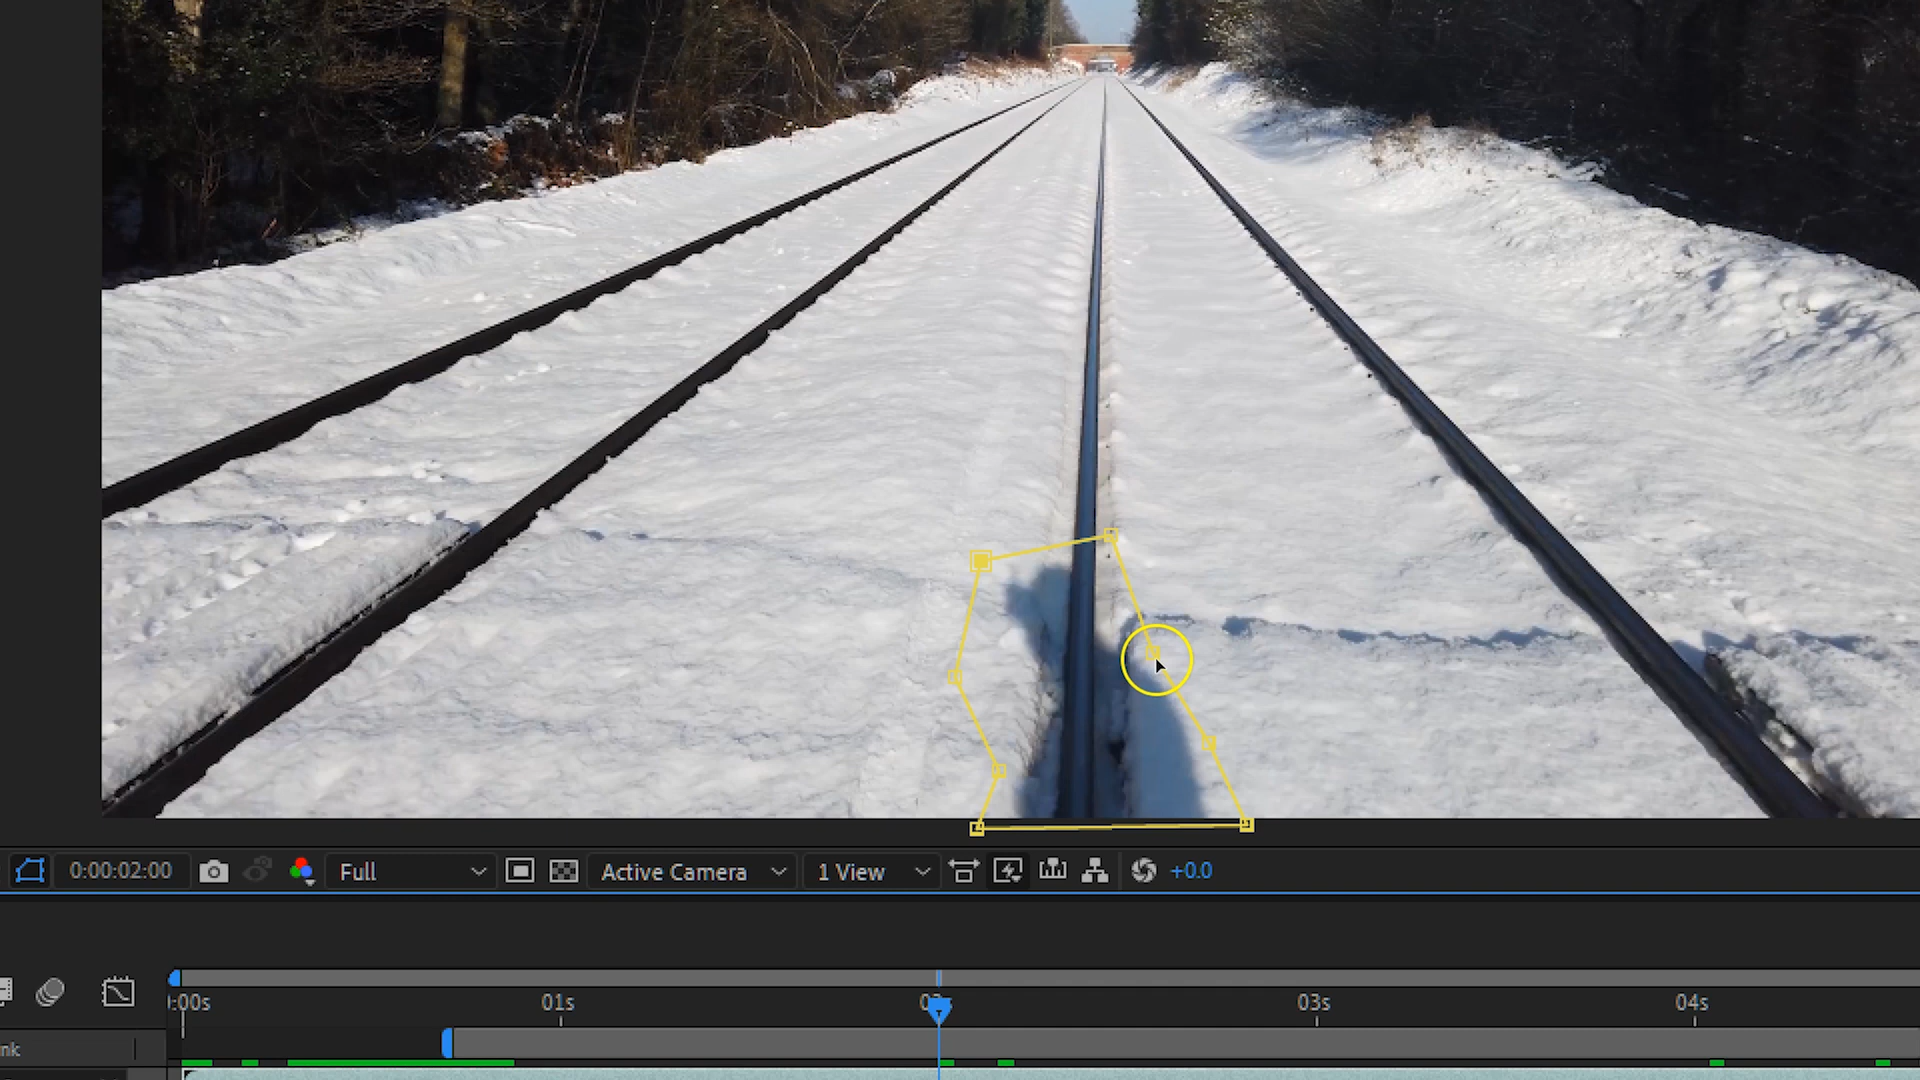 0:00:02:00
Full
Active Camera
1 View
+0.0
:00s
01s
03s
04s
nk